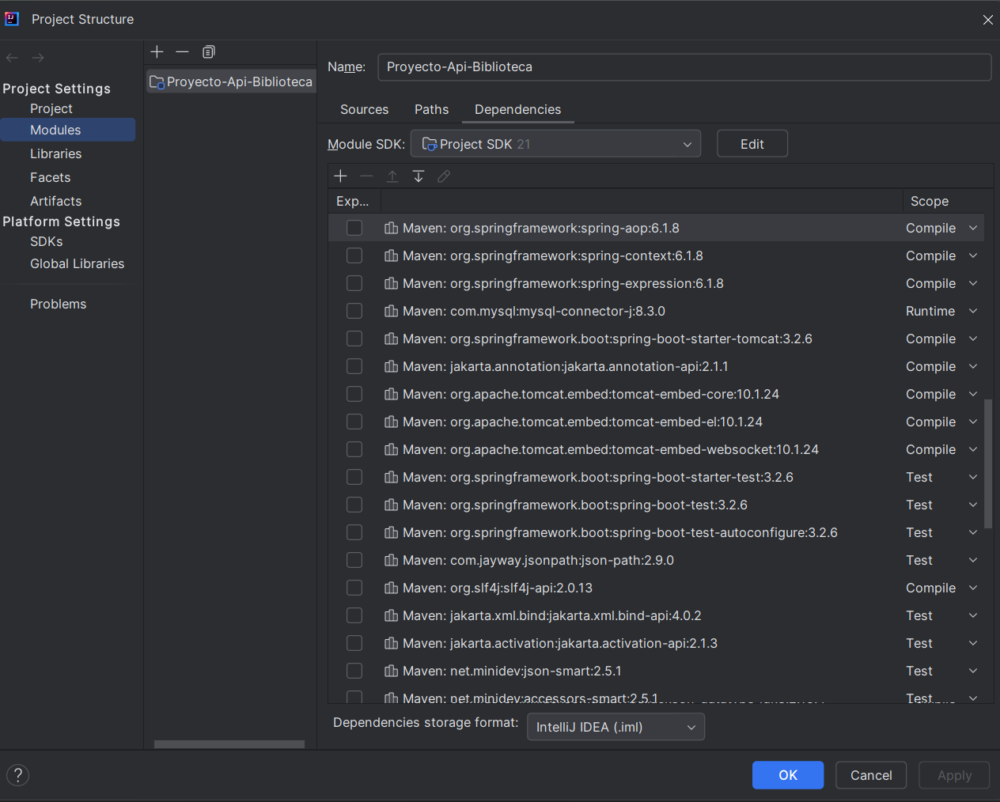 Project Structure
Project Settings
Project
Modules
Libraries
Facets
Artifacts
Platform Settings
SDKs
Global Libraries
Problems
Proyecto-Api-Biblioteca
Name: Proyecto-Api-Biblioteca
Sources Paths Dependencies
Module SDK: Project SDK 21 Edit
Exp... Scope
Maven: org.springframework:spring-aop:6.1.8 Compile
Maven: org.springframework:spring-context:6.1.8 Compile
Maven: org.springframework:spring-expression:6.1.8 Compile
Maven: com.mysql:mysql-connector-j:8.3.0 Runtime
Maven: org.springframework.boot:spring-boot-starter-tomcat:3.2.6 Compile
Maven: jakarta.annotation:jakarta.annotation-api:2.1.1 Compile
Maven: org.apache.tomcat.embed:tomcat-embed-core:10.1.24 Compile
Maven: org.apache.tomcat.embed:tomcat-embed-el:10.1.24 Compile
Maven: org.apache.tomcat.embed:tomcat-embed-websocket:10.1.24 Compile
Maven: org.springframework.boot:spring-boot-starter-test:3.2.6 Test
Maven: org.springframework.boot:spring-boot-test:3.2.6 Test
Maven: org.springframework.boot:spring-boot-test-autoconfigure:3.2.6 Test
Maven: com.jayway.jsonpath:json-path:2.9.0 Test
Maven: org.slf4j:slf4j-api:2.0.13 Compile
Maven: jakarta.xml.bind:jakarta.xml.bind-api:4.0.2 Test
Maven: jakarta.activation:jakarta.activation-api:2.1.3 Test
Maven: net.minidev:json-smart:2.5.1 Test
Maven: net.minidev:accessors-smart:2.5.1 Test
Dependencies storage format: IntelliJ IDEA (.iml)
? OK Cancel Apply